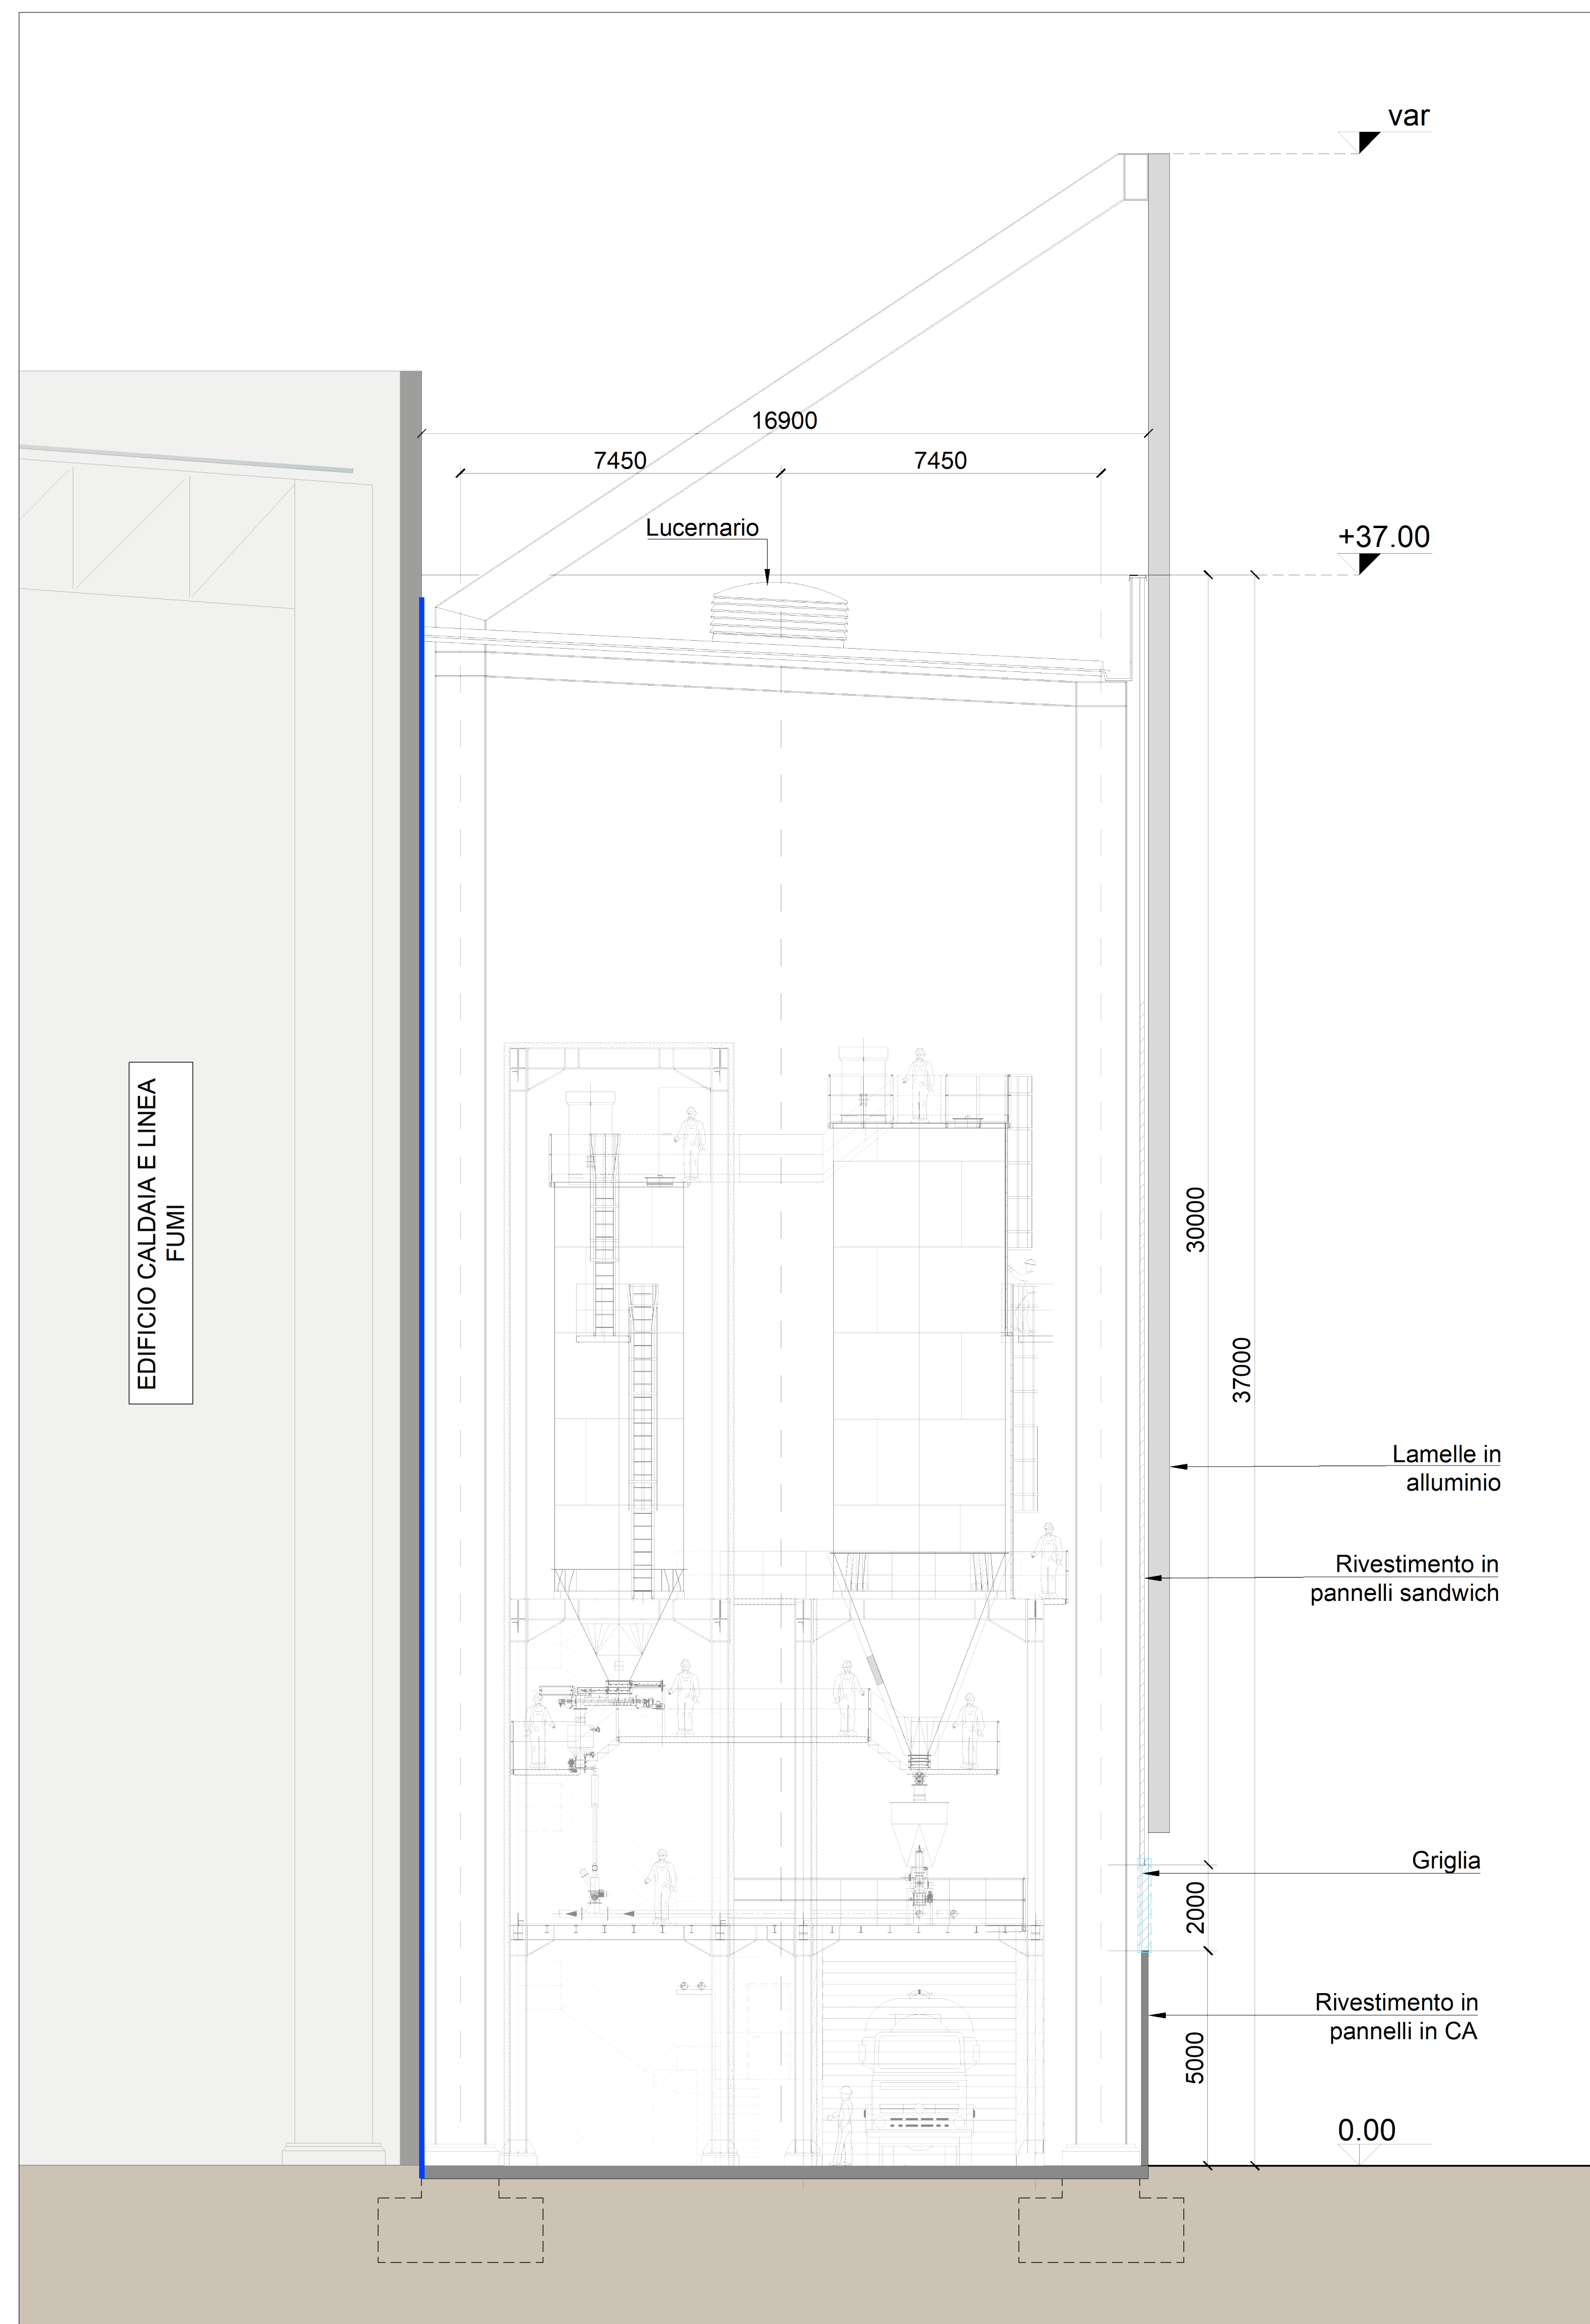 var
16900
7450
7450
Lucernario
+37.00
EDIFICIO CALDAIA E LINEA
FUMI
30000
37000
Lamelle in
alluminio
Rivestimento in
pannelli sandwich
Griglia
2000
Rivestimento in
pannelli in CA
5000
0.00